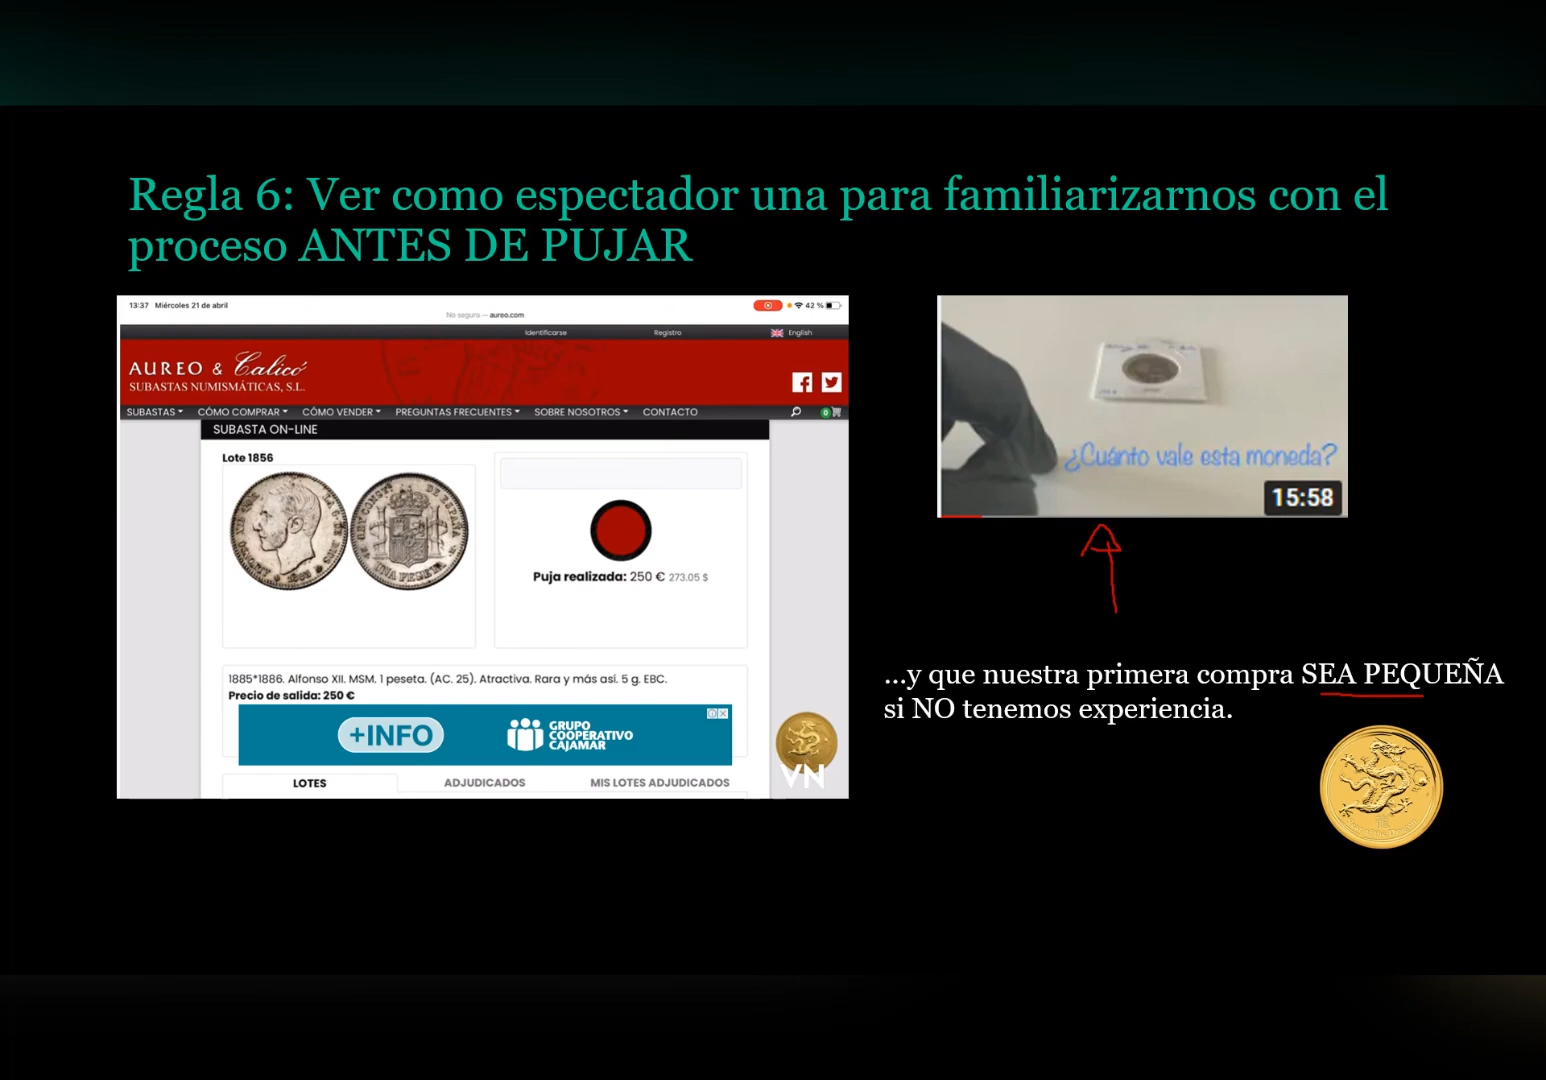 Regla 6: Ver como espectador una para familiarizarnos con el
proceso ANTES DE PUJAR
13:37 Miércoles 21 de abril
42 %
No segura — aureo.com
Identificarse
Registro
English
AUREO & Calicó
SUBASTAS NUMISMÁTICAS, S.L.
SUBASTAS
CÓMO COMPRAR
CÓMO VENDER
PREGUNTAS FRECUENTES
SOBRE NOSOTROS
CONTACTO
0
SUBASTA ON-LINE
Lote 1856
Puja realizada: 250 € 273.05 $
1885*1886. Alfonso XII. MSM. 1 peseta. (AC. 25). Atractiva. Rara y más así. 5 g. EBC.
Precio de salida: 250 €
+INFO
GRUPO
COOPERATIVO
CAJAMAR
VN
LOTES
ADJUDICADOS
MIS LOTES ADJUDICADOS
¿Cuánto vale esta moneda?
15:58
...y que nuestra primera compra SEA PEQUEÑA
si NO tenemos experiencia.